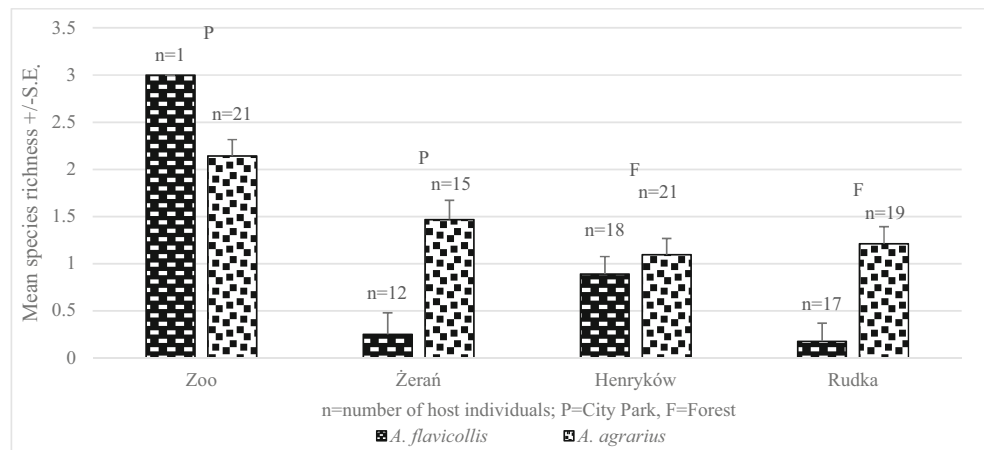 Mean species richness +/-S.E.
3.5
3
2.5
2
1.5
1
0.5
0
P
n=1
n=21
P
n=15
n=12
F
n=21
n=18
F
n=19
n=17
Zoo
Żerań
Henryków
Rudka
n=number of host individuals; P=City Park, F=Forest
A. flavicollis
A. agrarius